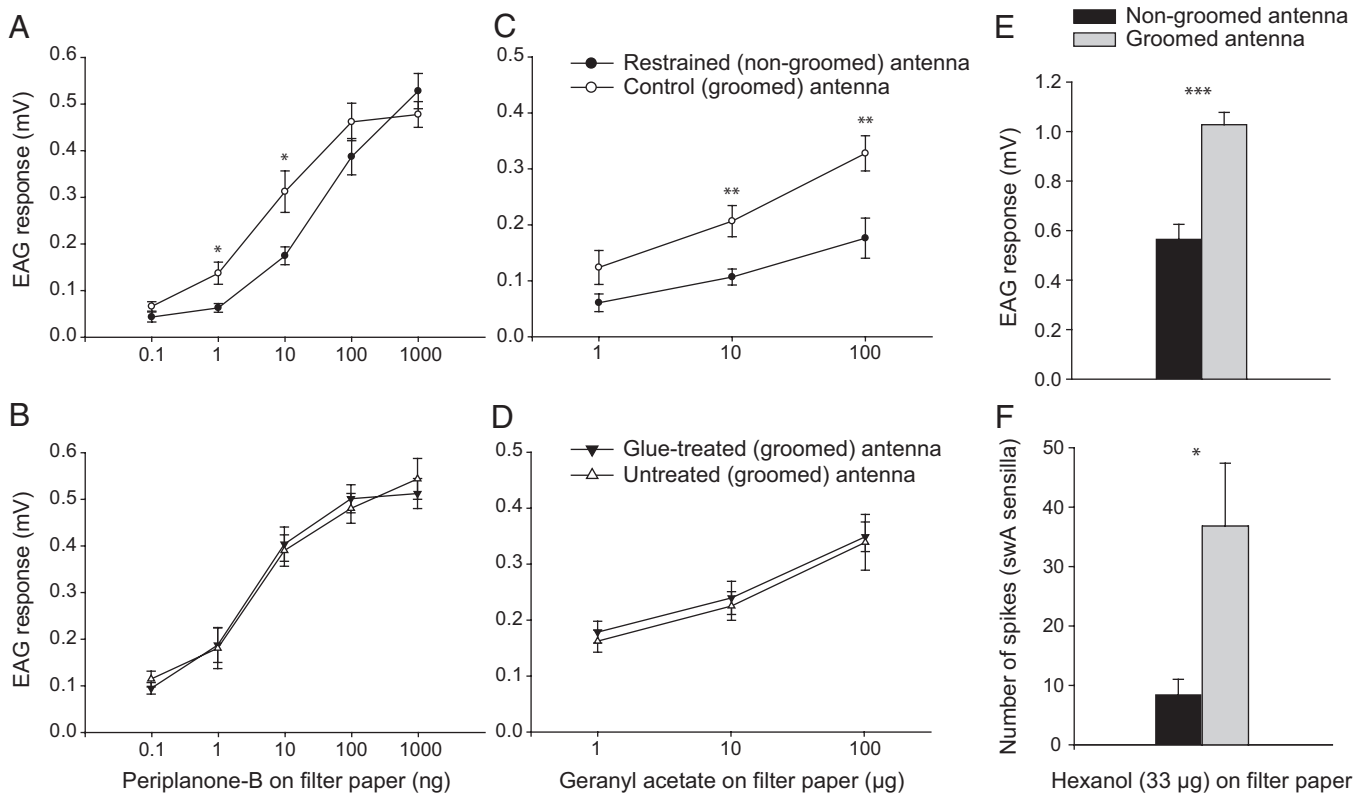 A
EAG response (mV)
0.6
0.5
0.4
0.3
0.2
0.1
0.0
*
*
0.1 1 10 100 1000
B
EAG response (mV)
0.6
0.5
0.4
0.3
0.2
0.1
0.0
0.1 1 10 100 1000
Periplanone-B on filter paper (ng)
C
Restrained (non-groomed) antenna
Control (groomed) antenna
0.5
0.4
0.3
0.2
0.1
0.0
**
**
1 10 100
D
Glue-treated (groomed) antenna
Untreated (groomed) antenna
0.5
0.4
0.3
0.2
0.1
0.0
1 10 100
Geranyl acetate on filter paper (µg)
E
Non-groomed antenna
Groomed antenna
EAG response (mV)
1.2
1.0
0.8
0.6
0.4
0.2
0.0
***
F
Number of spikes (swA sensilla)
50
40
30
20
10
0
*
Hexanol (33 µg) on filter paper